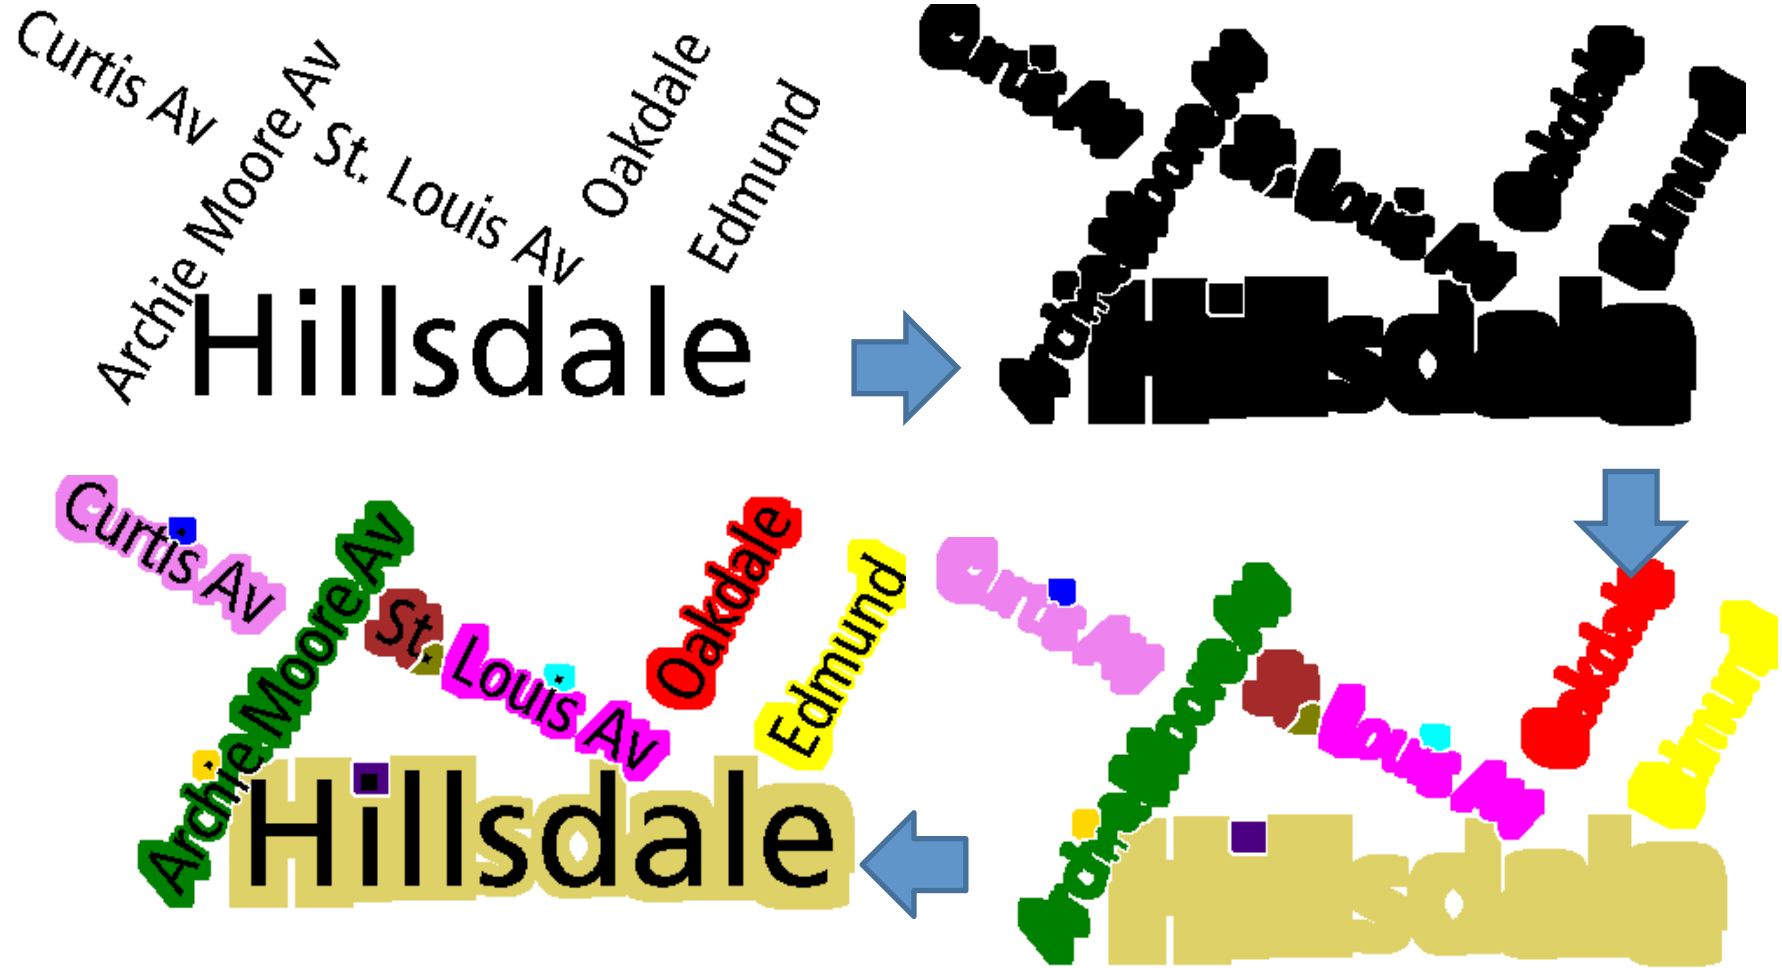 Curtis Av
Archie Moore Av
St. Louis Av
Oakdale
Edmund
Hillsdale
Curtis Av
Archie Moore Av
St. Louis Av
Oakdale
Edmund
Hillsdale